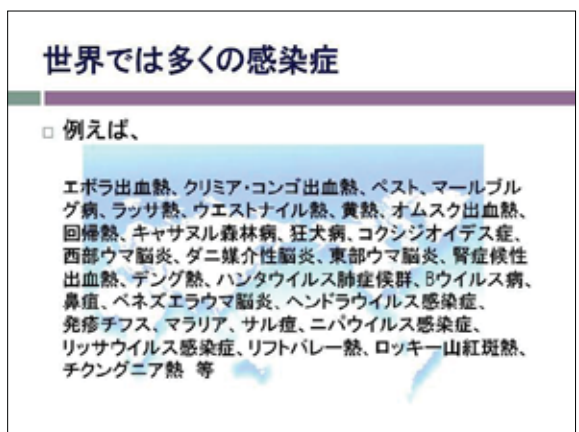 世界では多くの感染症
例えば、
エボラ出血熱、クリミア・コンゴ出血熱、ペスト、マールブル
グ病、ラッサ熱、ウエストナイル熱、黄熱、オムスク出血熱、
回帰熱、キャサヌル森林病、狂犬病、コクシジオイデス症、
西部ウマ脳炎、ダニ媒介性脳炎、東部ウマ脳炎、腎症候性
出血熱、デング熱、ハンタウイルス肺症候群、Bウイルス病、
鼻疽、ベネズエラウマ脳炎、ヘンドラウイルス感染症、
発疹チフス、マラリア、サル痘、ニパウイルス感染症、
リッサウイルス感染症、リフトバレー熱、ロッキー山紅斑熱、
チクングニア熱 等